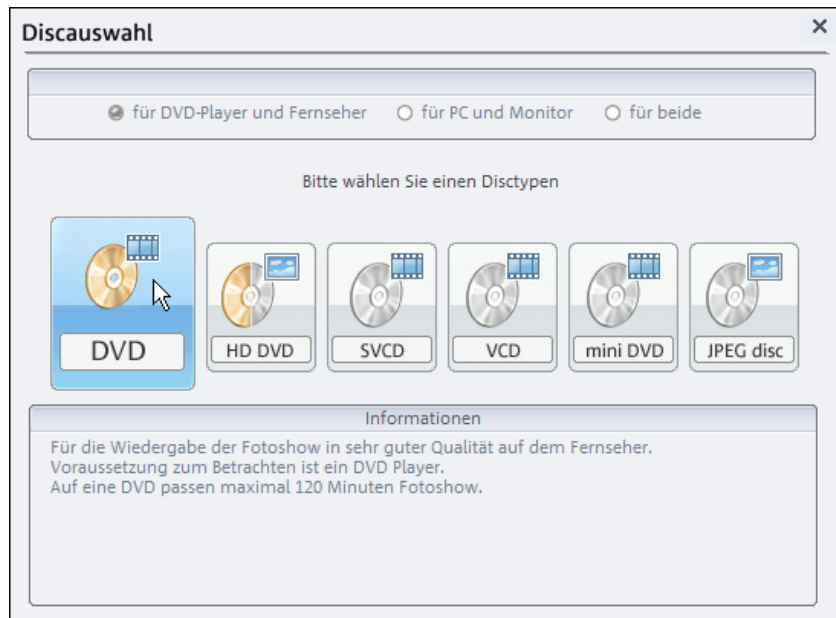 Discauswahl
für DVD-Player und Fernseher für PC und Monitor für beide
Bitte wählen Sie einen Disctypen
DVD HD DVD SVCD VCD mini DVD JPEG disc
Informationen
Für die Wiedergabe der Fotoshow in sehr guter Qualität auf dem Fernseher.
Voraussetzung zum Betrachten ist ein DVD Player.
Auf eine DVD passen maximal 120 Minuten Fotoshow.